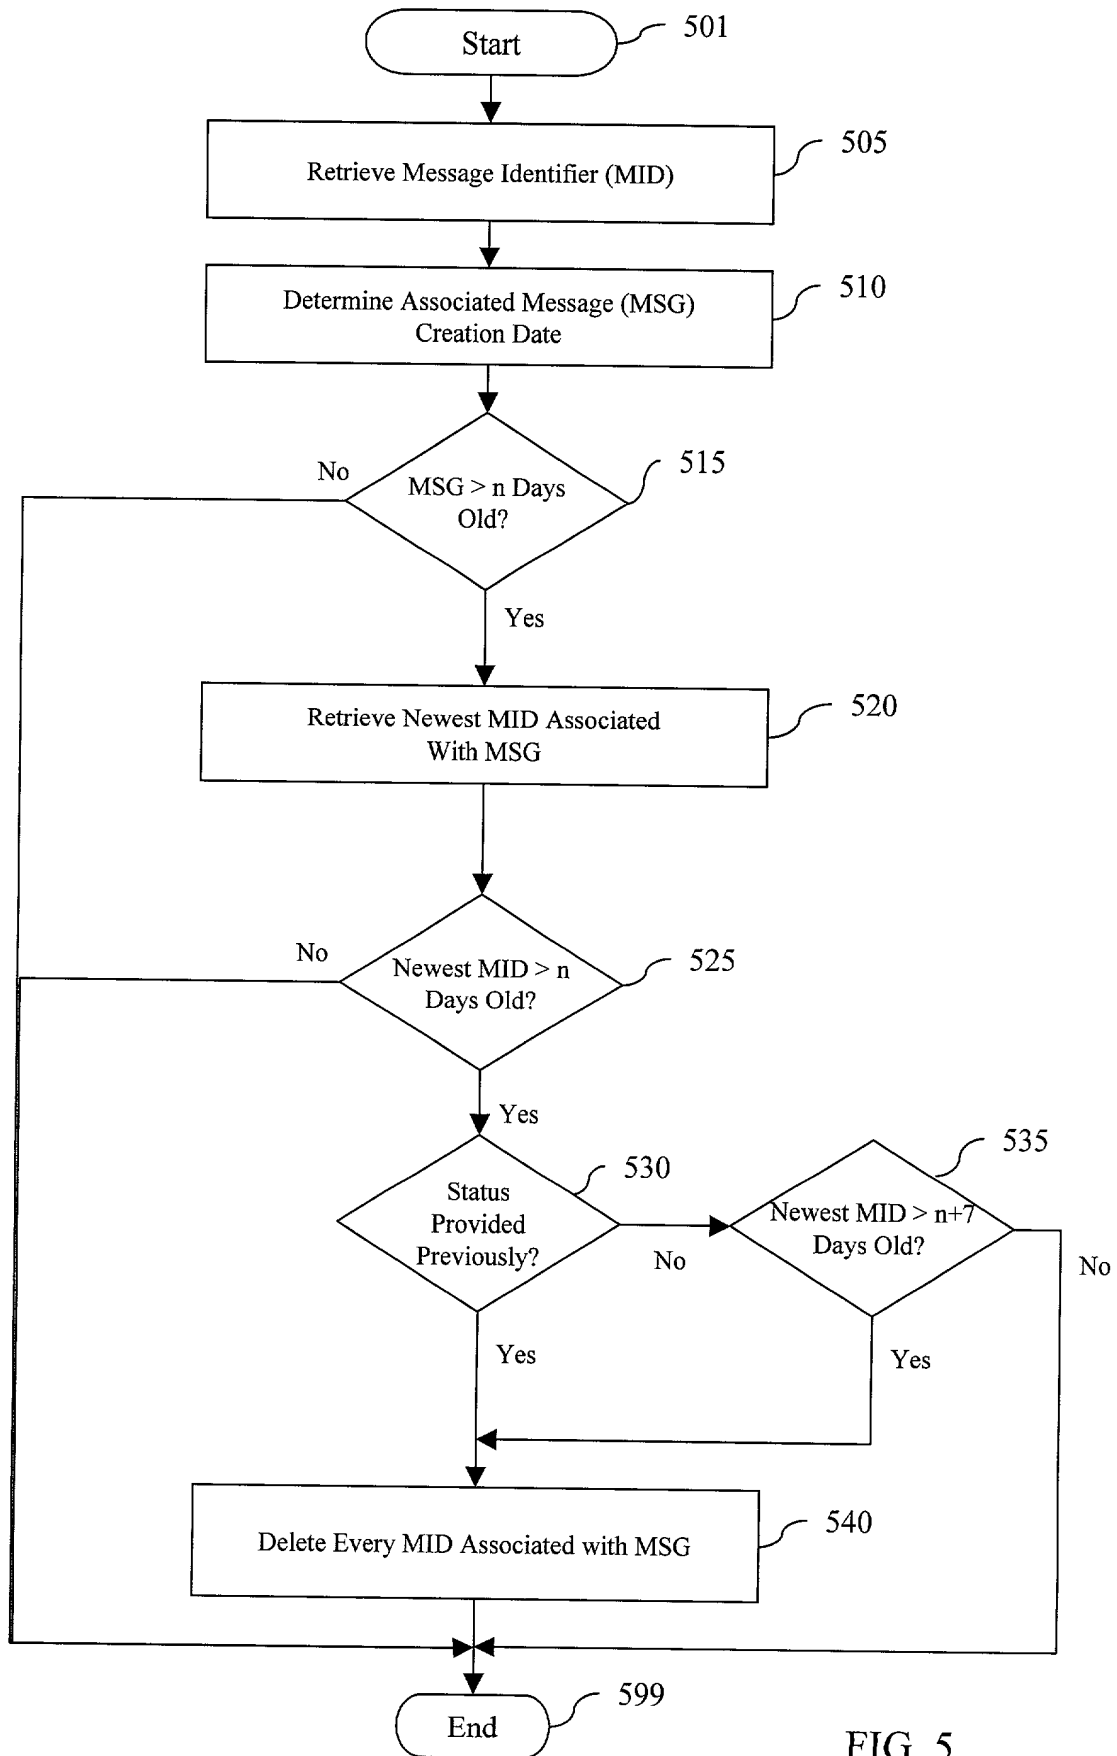 Start
501
Retrieve Message Identifier (MID)
505
Determine Associated Message (MSG)
Creation Date
510
No
MSG > n Days
Old?
515
Yes
Retrieve Newest MID Associated
With MSG
520
No
Newest MID > n
Days Old?
525
Yes
Status
Provided
Previously?
530
No
Newest MID > n+7
Days Old?
535
No
Yes
Yes
Delete Every MID Associated with MSG
540
End
599
FIG. 5